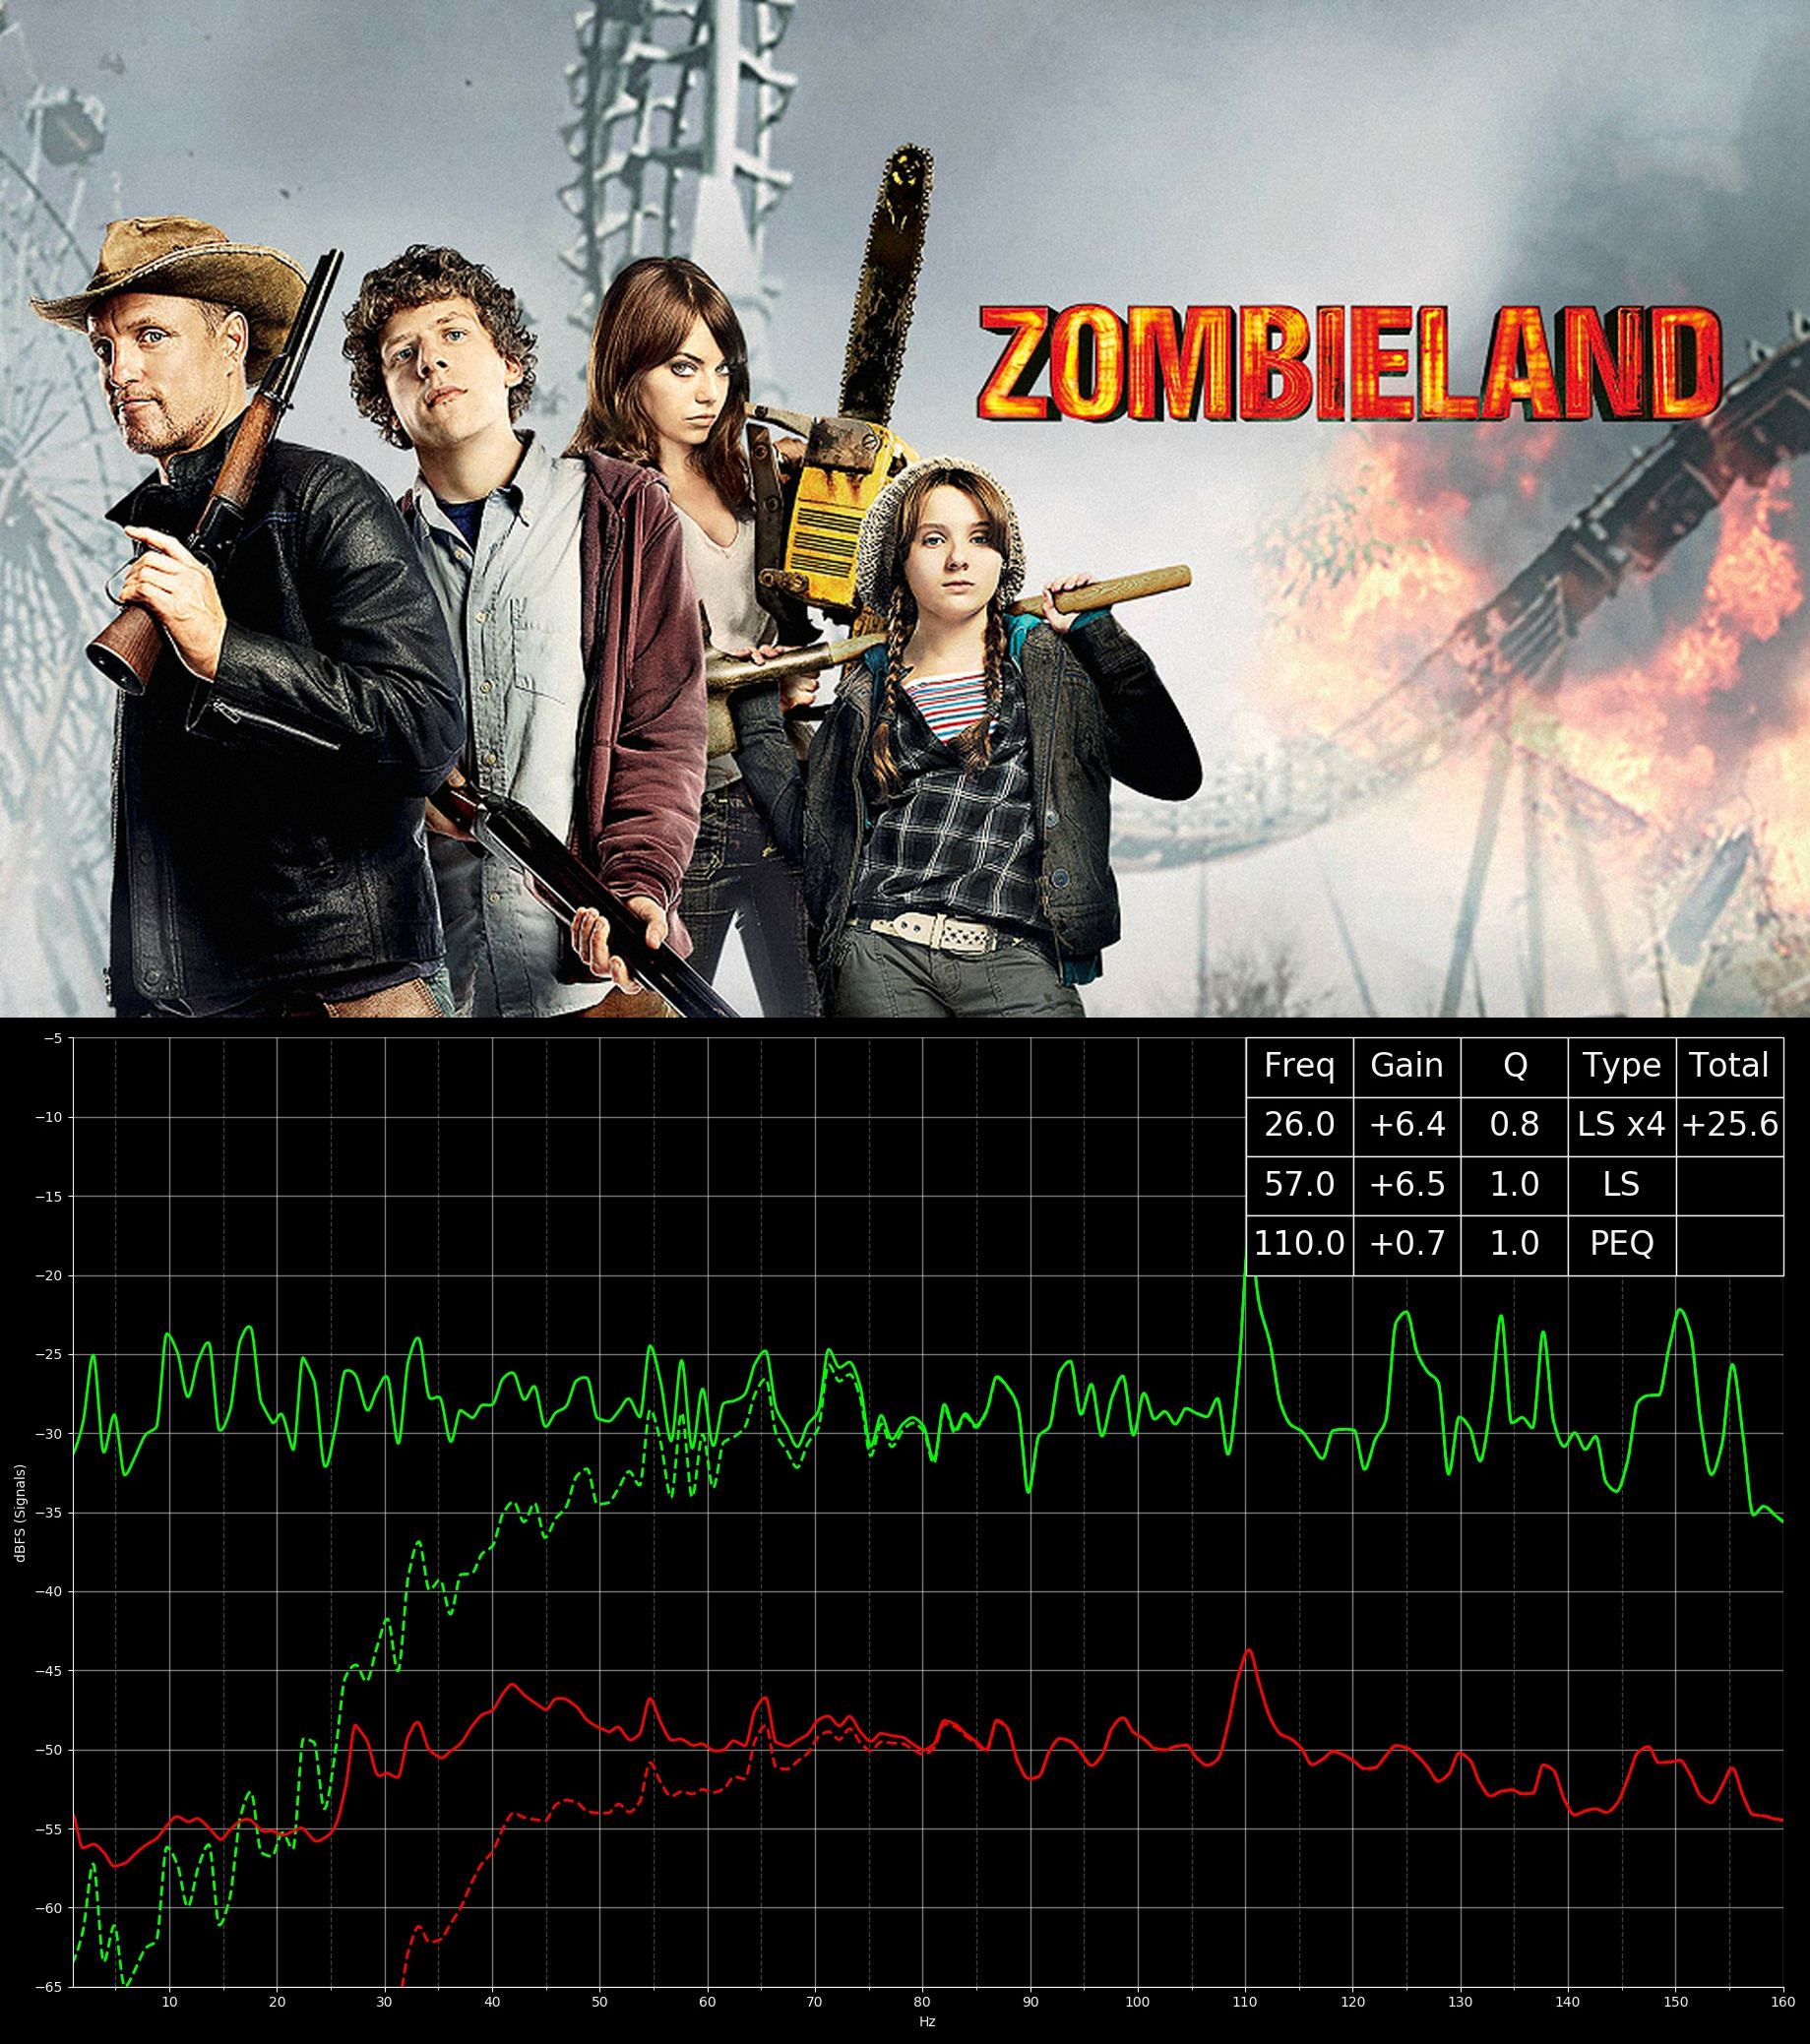 ZOMBIELAND
Freq Gain Q Type Total
26.0 +6.4 0.8 LS x4 +25.6
57.0 +6.5 1.0 LS
110.0 +0.7 1.0 PEQ
−5
−10
−15
−20
−25
−30
−35
−40
−45
−50
−55
−60
−65
dBFS (Signals)
10 20 30 40 50 60 70 80 90 100 110 120 130 140 150 160
Hz